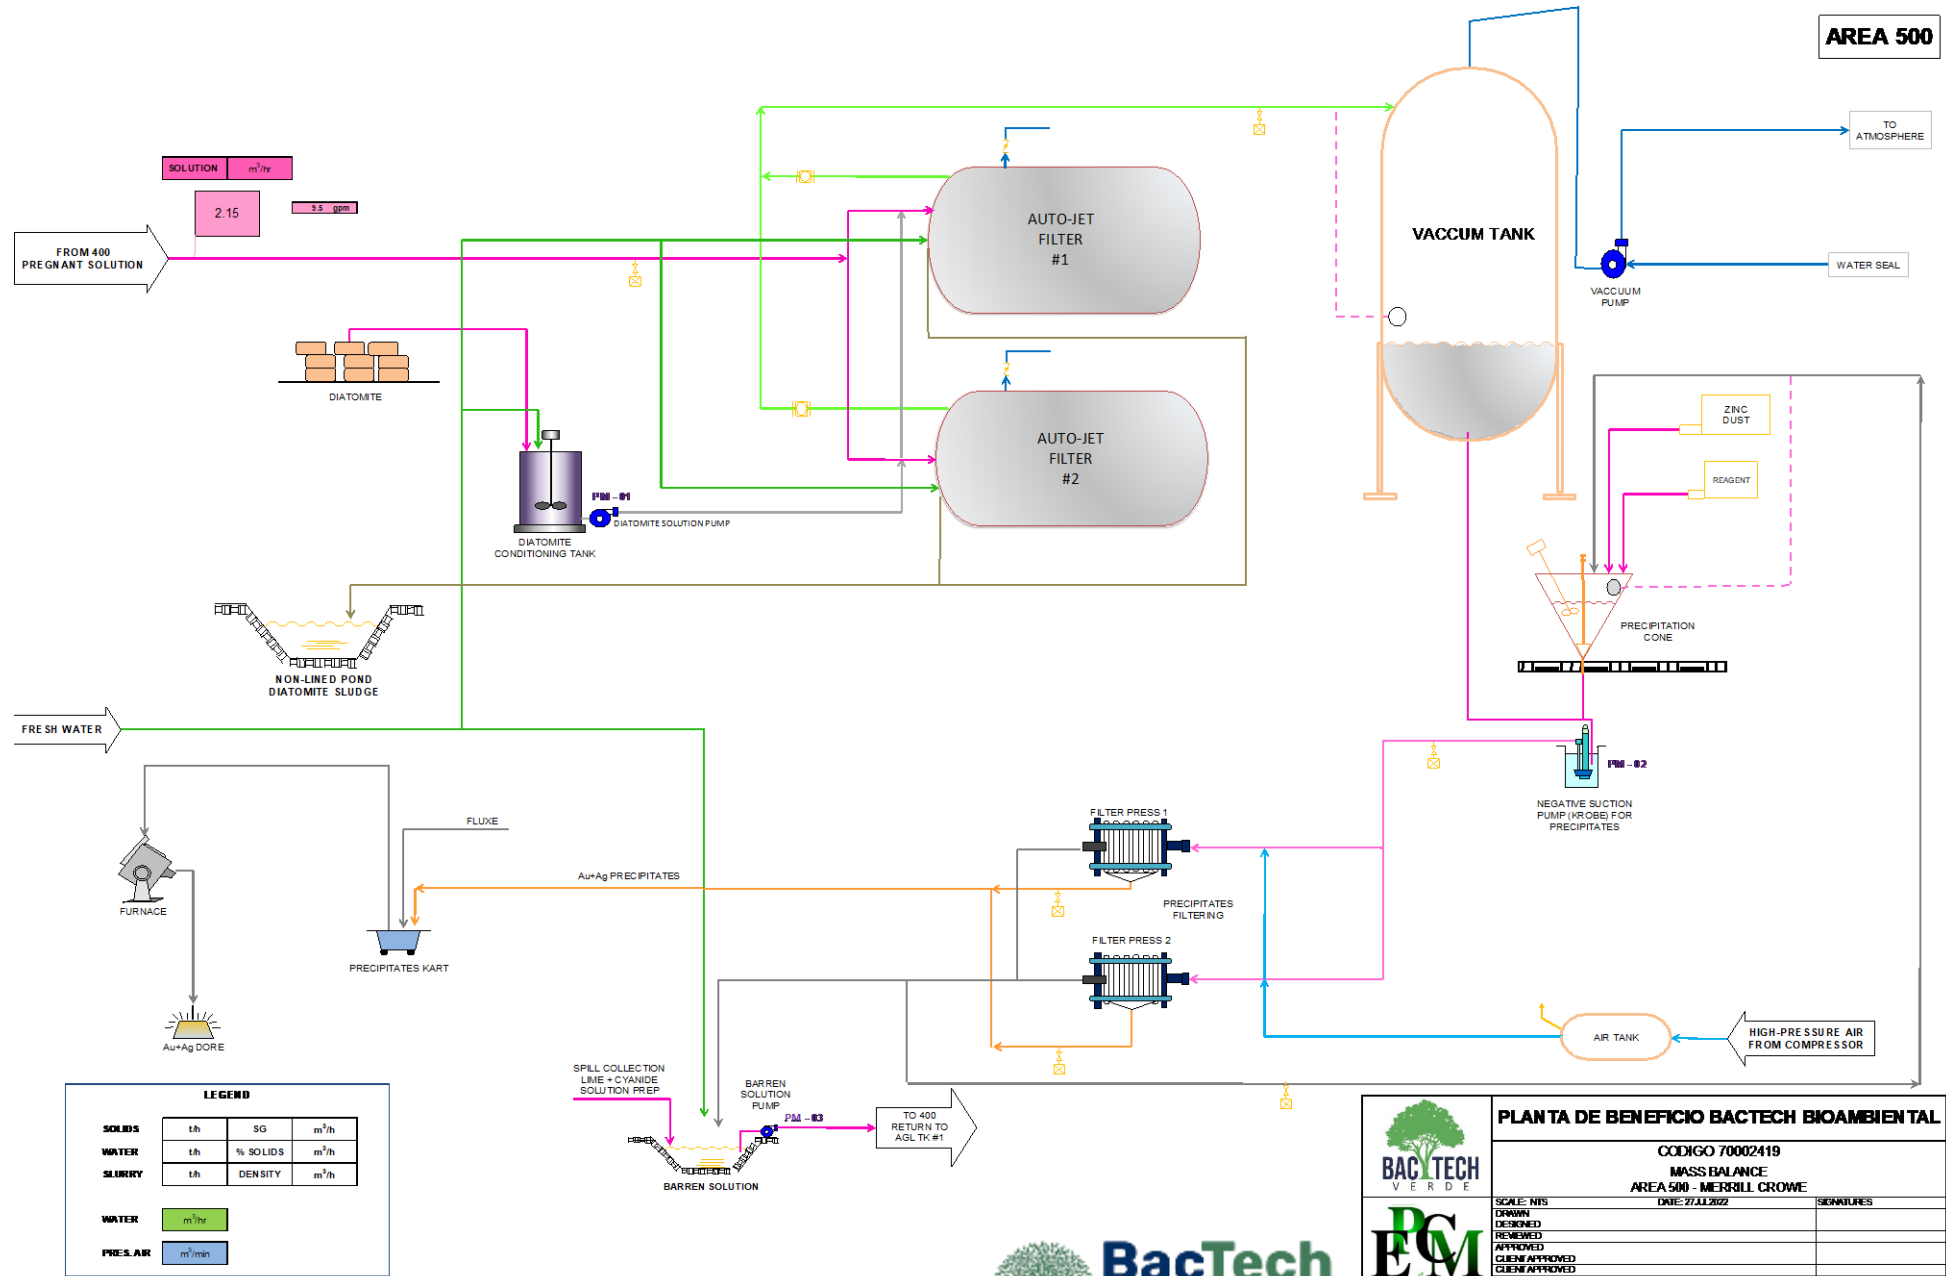 AREA 500
TO
ATMOSPHERE
SOLUTION m³/hr
2.15
9.5 gpm
AUTO-JET
FILTER
#1
VACCUM TANK
FROM 400
PREGNANT SOLUTION
WATER SEAL
VACCUUM
PUMP
DIATOMITE
ZINC
DUST
AUTO-JET
FILTER
#2
REAGENT
PM - 01
DIATOMITE SOLUTION PUMP
DIATOMITE
CONDITIONING TANK
PRECIPITATION
CONE
NON-LINED POND
DIATOMITE SLUDGE
FRESH WATER
PM - 02
NEGATIVE SUCTION
PUMP (KROBE) FOR
PRECIPITATES
FLUXE
FILTER PRESS 1
Au+Ag PRECIPITATES
FURNACE
PRECIPITATES
FILTERING
FILTER PRESS 2
PRECIPITATES KART
Au+Ag DORE
AIR TANK
HIGH-PRESSURE AIR
FROM COMPRESSOR
SPILL COLLECTION
LIME + CYANIDE
SOLUTION PREP
BARREN
SOLUTION
PUMP
PM - 03
TO 400
RETURN TO
AGL TK #1
BARREN SOLUTION
LEGEND
SOLIDS t/h SG m³/h
WATER t/h % SOLIDS m³/h
SLURRY t/h DENSITY m³/h
WATER m³/hr
PRES. AIR m³/min
BACTECH
VERDE
PLANTA DE BENEFICIO BACTECH BIOAMBIENTAL
CODIGO 70002419
MASS BALANCE
AREA 500 - MERRILL CROWE
SCALE: NTS DATE: 27JUL2022 SIGNATURES
DRAWN
DESIGNED
REVIEWED
APPROVED
CLIENT APPROVED
CLIENT APPROVED
EPCM
BacTech